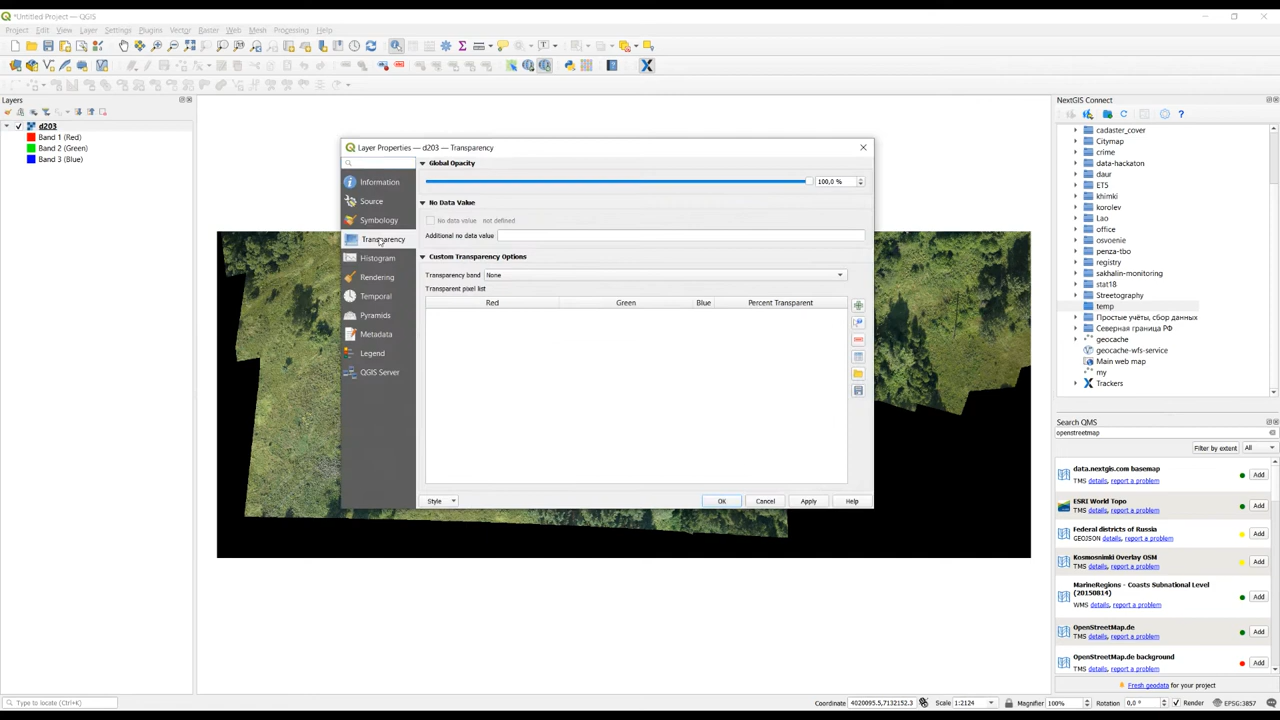 *Untitled Project — QGIS
Project Edit View Layer Settings Plugins Vector Raster Web Mesh Processing Help
Layers
d203
Band 1 (Red)
Band 2 (Green)
Band 3 (Blue)
Layer Properties — d203 — Transparency
Information
Source
Symbology
Transparency
Histogram
Rendering
Temporal
Pyramids
Metadata
Legend
QGIS Server
Global Opacity
100,0 %
No Data Value
No data value not defined
Additional no data value
Custom Transparency Options
Transparency band None
Transparent pixel list
Red Green Blue Percent Transparent
Style OK Cancel Apply Help
NextGIS Connect
cadaster_cover
Citymap
crime
data-hackaton
daur
ET5
khimki
korolev
Lao
office
osvoenie
penza-tbo
registry
sakhalin-monitoring
stat18
Streetography
temp
Простые учёты, сбор данных
Северная граница РФ
geocache
geocache-wfs-service
Main web map
my
Trackers
Search QMS
openstreetmap
Filter by extent All
data.nextgis.com basemap
TMS details, report a problem Add
ESRI World Topo
TMS details, report a problem Add
Federal districts of Russia
GEOJSON details, report a problem Add
Kosmosnimki Overlay OSM
TMS details, report a problem Add
MarineRegions - Coasts Subnational Level
(20150814)
WMS details, report a problem Add
OpenStreetMap.de
TMS details, report a problem Add
OpenStreetMap.de background
TMS details, report a problem Add
Fresh geodata for your project
Type to locate (Ctrl+K) Coordinate 4020095.5,7132152.3 Scale 1:2124 Magnifier 100% Rotation 0,0 ° Render EPSG:3857